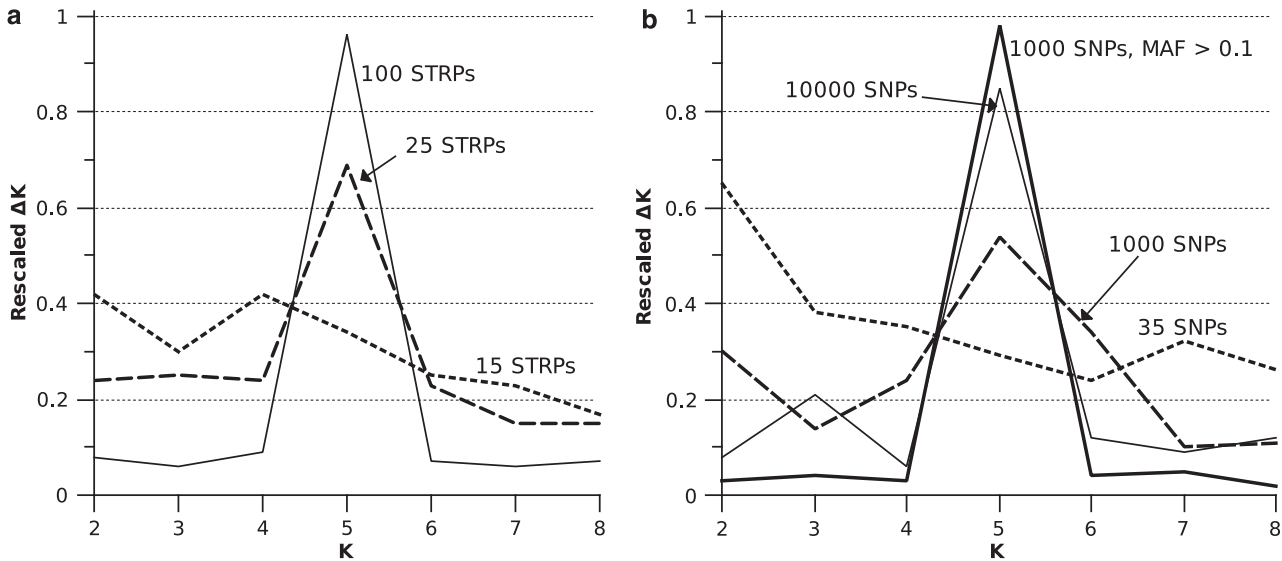 a
1
0.8
0.6
0.4
0.2
0
Rescaled ΔK
100 STRPs
25 STRPs
15 STRPs
2 3 4 5 6 7 8
K
b
1
0.8
0.6
0.4
0.2
0
Rescaled ΔK
1000 SNPs, MAF > 0.1
10000 SNPs
1000 SNPs
35 SNPs
2 3 4 5 6 7 8
K